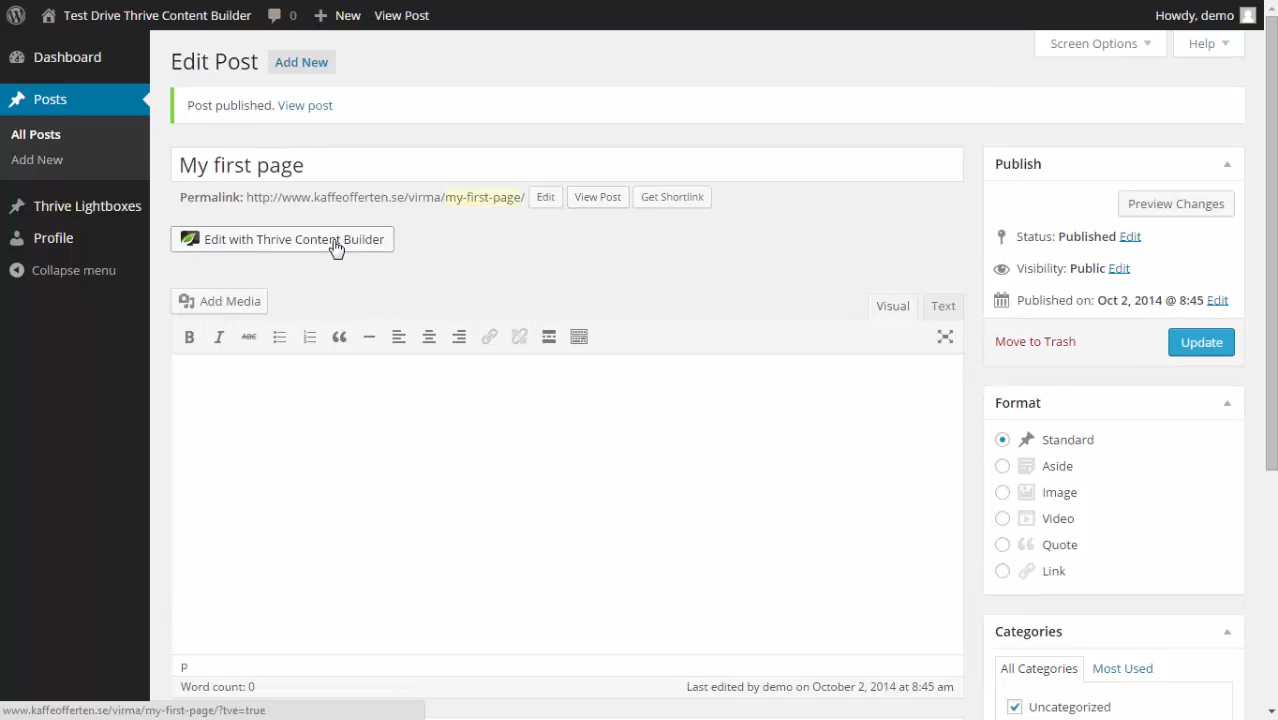 Test Drive Thrive Content Builder 0 New View Post Howdy, demo
Dashboard
Posts
All Posts
Add New
Thrive Lightboxes
Profile
Collapse menu
Screen Options Help
Edit Post Add New
Post published. View post
My first page
Permalink: http://www.kaffeofferten.se/virma/my-first-page/ Edit View Post Get Shortlink
Edit with Thrive Content Builder
Add Media
Visual Text
B I ABC
P
Word count: 0 Last edited by demo on October 2, 2014 at 8:45 am
Publish
Preview Changes
Status: Published Edit
Visibility: Public Edit
Published on: Oct 2, 2014 @ 8:45 Edit
Move to Trash Update
Format
Standard
Aside
Image
Video
Quote
Link
Categories
All Categories Most Used
Uncategorized
www.kaffeofferten.se/virma/my-first-page/?tve=true